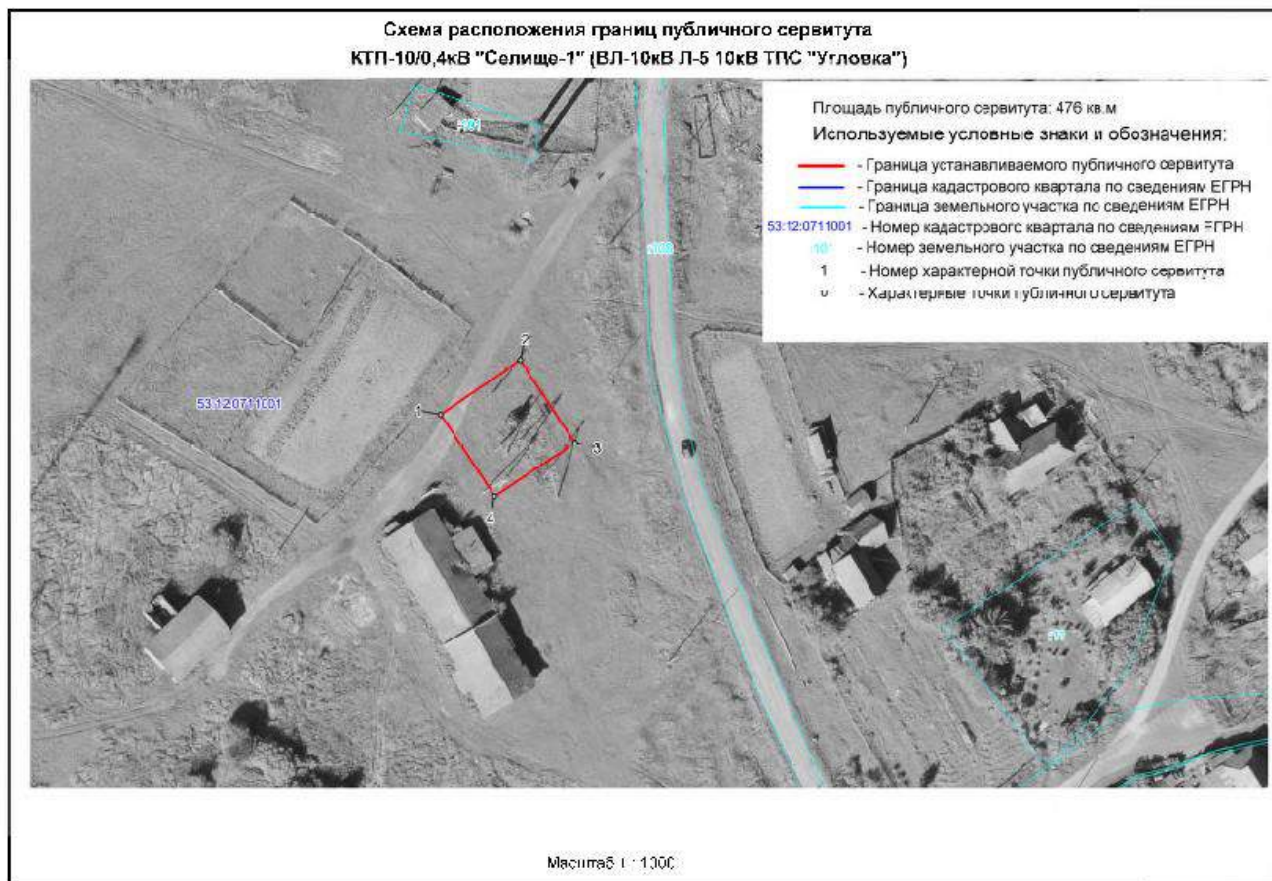 Схема расположения границ публичного сервитута
КТП-10/0,4кВ "Селище-1" (ВЛ-10кВ Л-5 10кВ ТПС "Угловка")
Площадь публичного сервитута: 476 кв.м
Используемые условные знаки и обозначения:
- Граница устанавливаемого публичного сервитута
- Граница кадастрового квартала по сведениям ЕГРН
- Граница земельного участка по сведениям ЕГРН
53:12:0711001 - Номер кадастрового квартала по сведениям ЕГРН
:101 - Номер земельного участка по сведениям ЕГРН
1 - Номер характерной точки публичного сервитута
- Характерные точки публичного сервитута
:101
2
53:12:0711001
1
3
4
Масштаб 1 : 1000